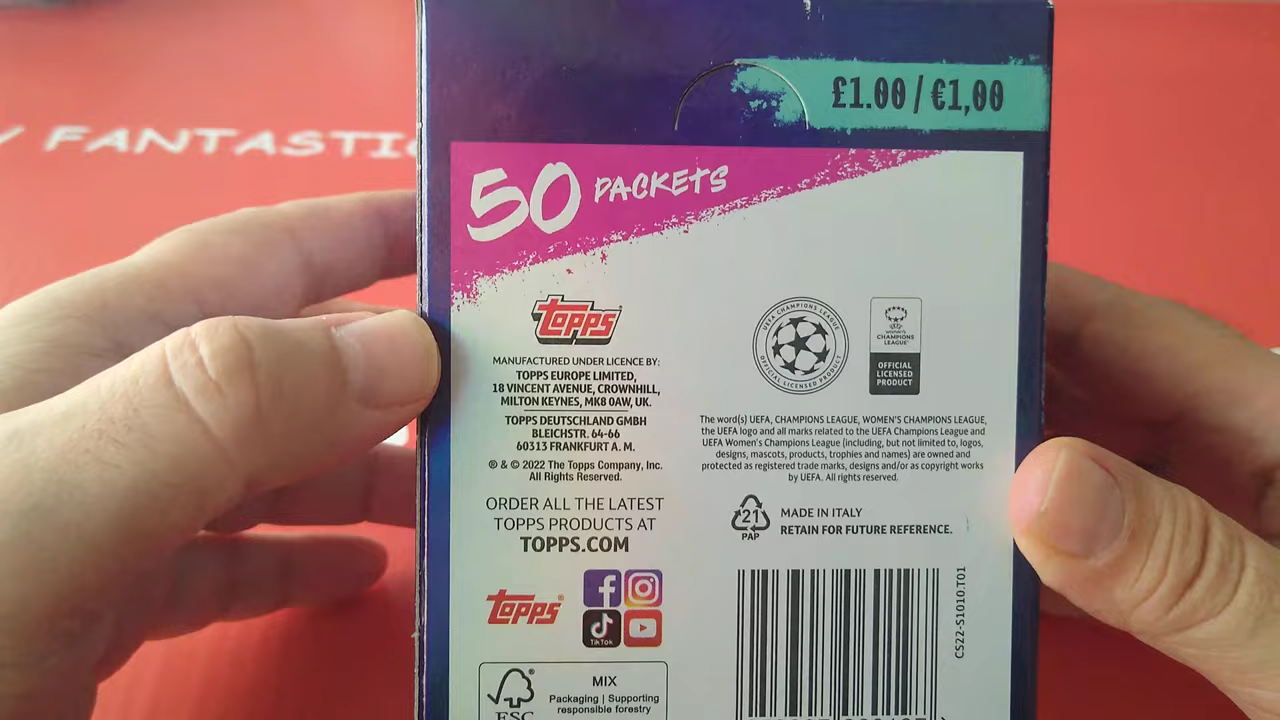 £1.00 / €1,00
FANTASTIC
50 PACKETS
TOPPS
MANUFACTURED UNDER LICENCE BY:
TOPPS EUROPE LIMITED,
18 VINCENT AVENUE, CROWNHILL,
MILTON KEYNES, MK8 0AW, UK.
TOPPS DEUTSCHLAND GMBH
BLEICHSTR. 64-66
60313 FRANKFURT A. M.
® & © 2022 The Topps Company, Inc.
All Rights Reserved.
ORDER ALL THE LATEST
TOPPS PRODUCTS AT
TOPPS.COM
TOPPS
TikTok
FSC
MIX
Packaging | Supporting
responsible forestry
UEFA CHAMPIONS LEAGUE
OFFICIAL LICENSED PRODUCT
WOMEN'S
CHAMPIONS
LEAGUE
OFFICIAL
LICENSED
PRODUCT
The word(s) UEFA, CHAMPIONS LEAGUE, WOMEN'S CHAMPIONS LEAGUE,
the UEFA logo and all marks related to the UEFA Champions League and
UEFA Women's Champions League (including, but not limited to, logos,
designs, mascots, products, trophies and names) are owned and
protected as registered trade marks, designs and/or as copyright works
by UEFA. All rights reserved.
21
PAP
MADE IN ITALY
RETAIN FOR FUTURE REFERENCE.
CS22-S1010.T01